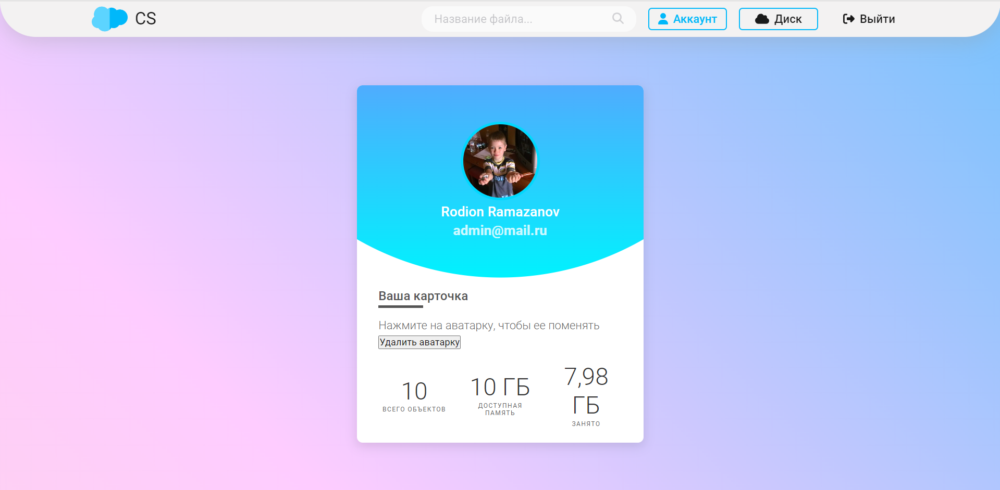 CS
Название файла...
Аккаунт
Диск
Выйти
Rodion Ramazanov
admin@mail.ru
Ваша карточка
Нажмите на аватарку, чтобы ее поменять
Удалить аватарку
10
ВСЕГО ОБЪЕКТОВ
10 ГБ
ДОСТУПНАЯ
ПАМЯТЬ
7,98
ГБ
ЗАНЯТО